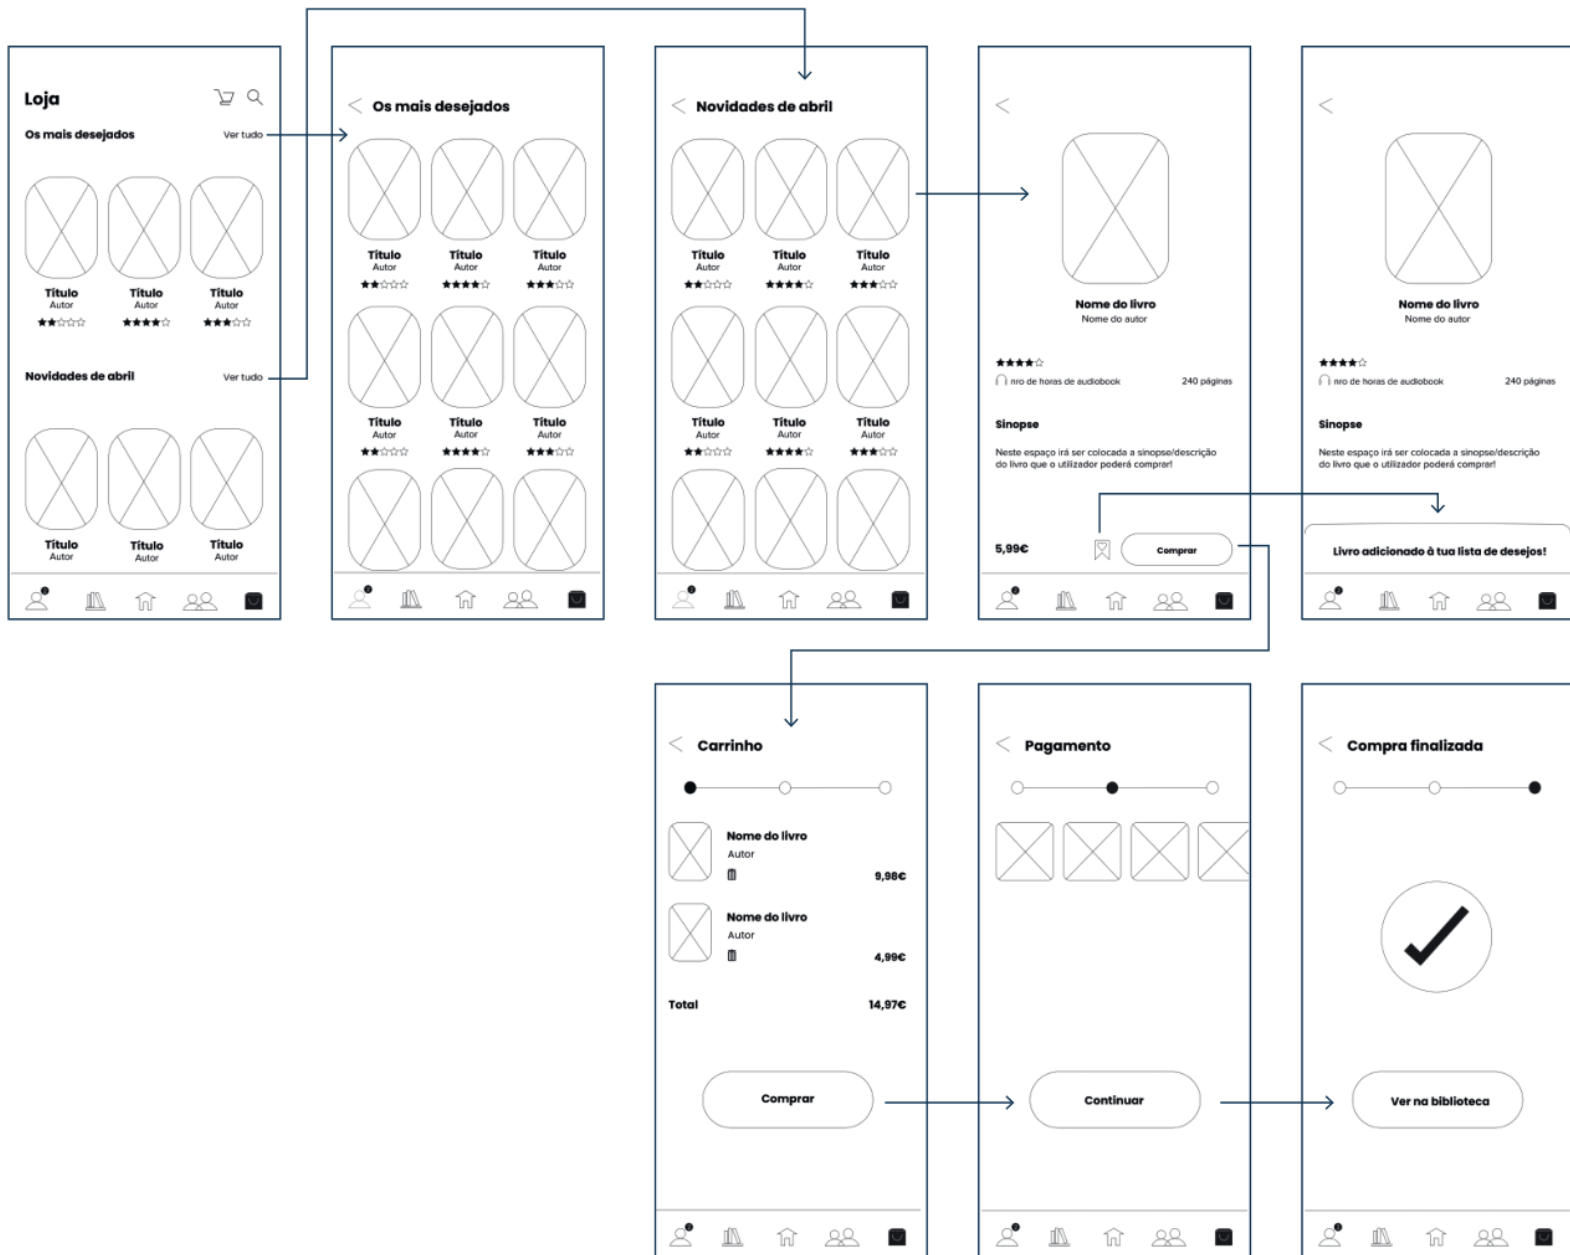 Loja
Os mais desejados Ver tudo
Título Título Título
Autor Autor Autor
Novidades de abril Ver tudo
Título Título Título
Autor Autor Autor
Os mais desejados
Título Título Título
Autor Autor Autor
Título Título Título
Autor Autor Autor
Novidades de abril
Título Título Título
Autor Autor Autor
Título Título Título
Autor Autor Autor
Nome do livro
Nome do autor
nro de horas de audiobook 240 páginas
Sinopse
Neste espaço irá ser colocada a sinopse/descrição
do livro que o utilizador poderá comprar!
5,99€ Comprar
Nome do livro
Nome do autor
nro de horas de audiobook 240 páginas
Sinopse
Neste espaço irá ser colocada a sinopse/descrição
do livro que o utilizador poderá comprar!
Livro adicionado à tua lista de desejos!
Carrinho
Nome do livro
Autor
9,98€
Nome do livro
Autor
4,99€
Total 14,97€
Comprar
Pagamento
Continuar
Compra finalizada
Ver na biblioteca